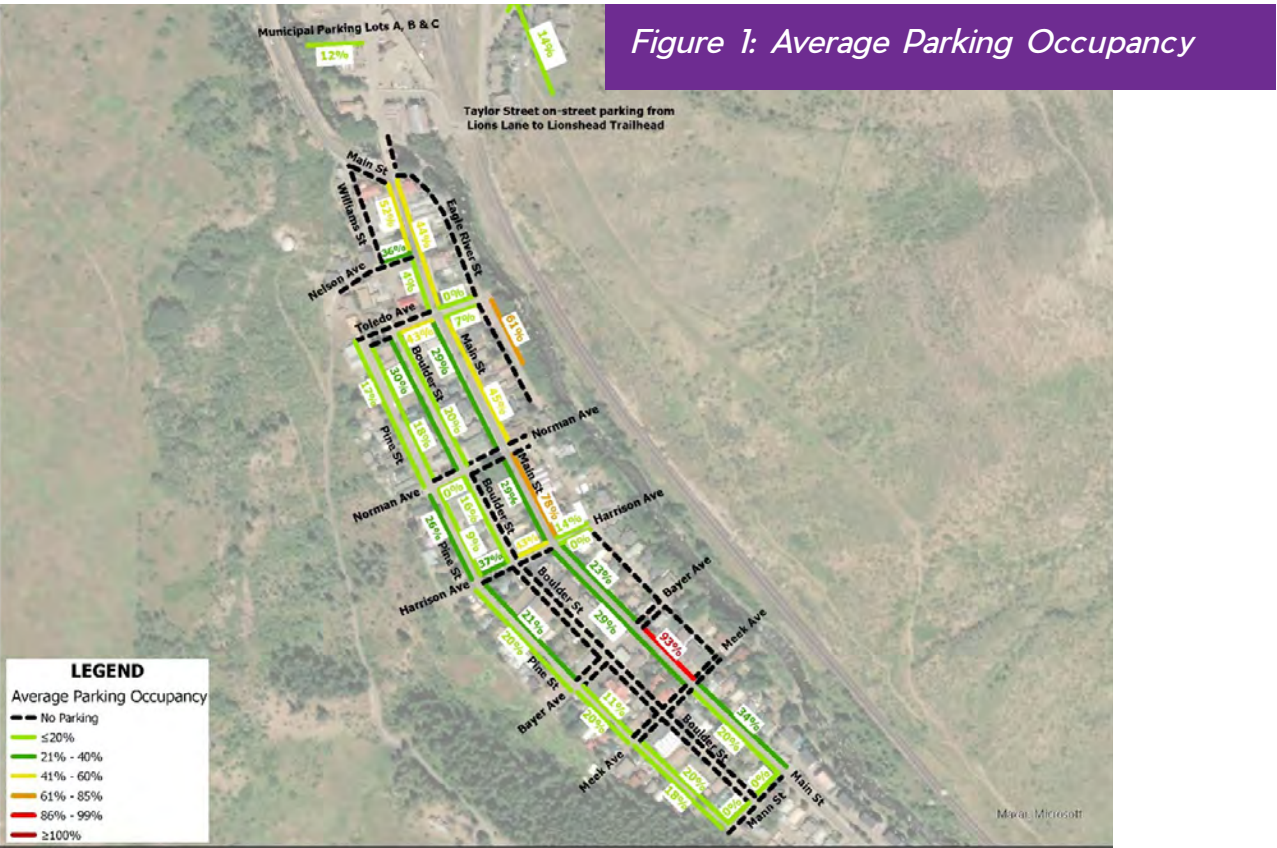 Figure 1: Average Parking Occupancy
Municipal Parking Lots A, B & C
12%
14%
Taylor Street on-street parking from
Lions Lane to Lionshead Trailhead
Main St
Williams St
52%
44%
Eagle River St
36%
Nelson Ave
4%
0%
Toledo Ave
7%
61%
43%
Boulder St
29%
Main St
30%
45%
20%
18%
Pine St
Norman Ave
Norman Ave
0%
Main St
29%
78%
Boulder St
16%
14%
Harrison Ave
0%
26%
9%
Pine St
37%
23%
Harrison Ave
Boulder St
Bayer Ave
29%
21%
20%
93%
Meek Ave
Pine St
Bayer Ave
11%
20%
34%
Boulder St
20%
Meek Ave
20%
18%
0%
0%
Main St
Mann St
LEGEND
Average Parking Occupancy
No Parking
≤20%
21% - 40%
41% - 60%
61% - 85%
86% - 99%
≥100%
Maxar, Microsoft